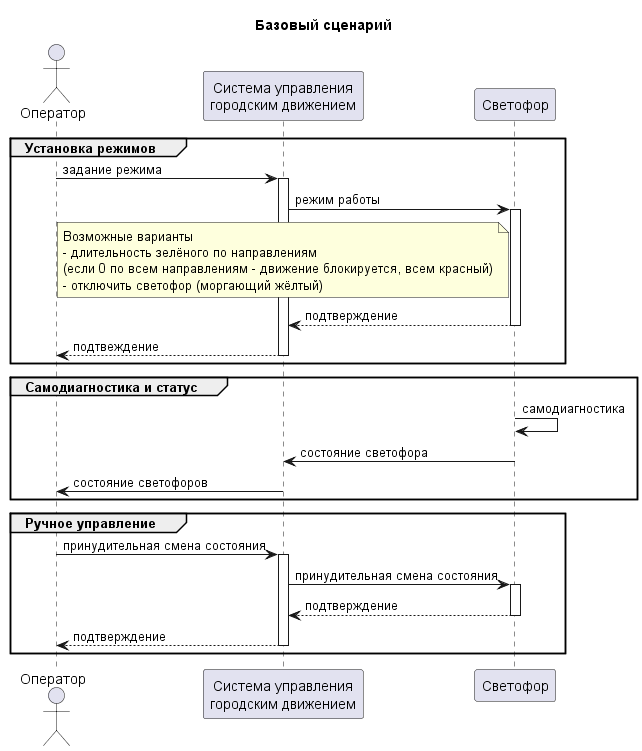 Базовый сценарий
Оператор
Система управления
городским движением
Светофор
Установка режимов
задание режима
режим работы
Возможные варианты
- длительность зелёного по направлениям
(если 0 по всем направлениям - движение блокируется, всем красный)
- отключить светофор (моргающий жёлтый)
подтверждение
подтвеждение
Самодиагностика и статус
самодиагностика
состояние светофора
состояние светофоров
Ручное управление
принудительная смена состояния
принудительная смена состояния
подтверждение
подтверждение
Оператор
Система управления
городским движением
Светофор